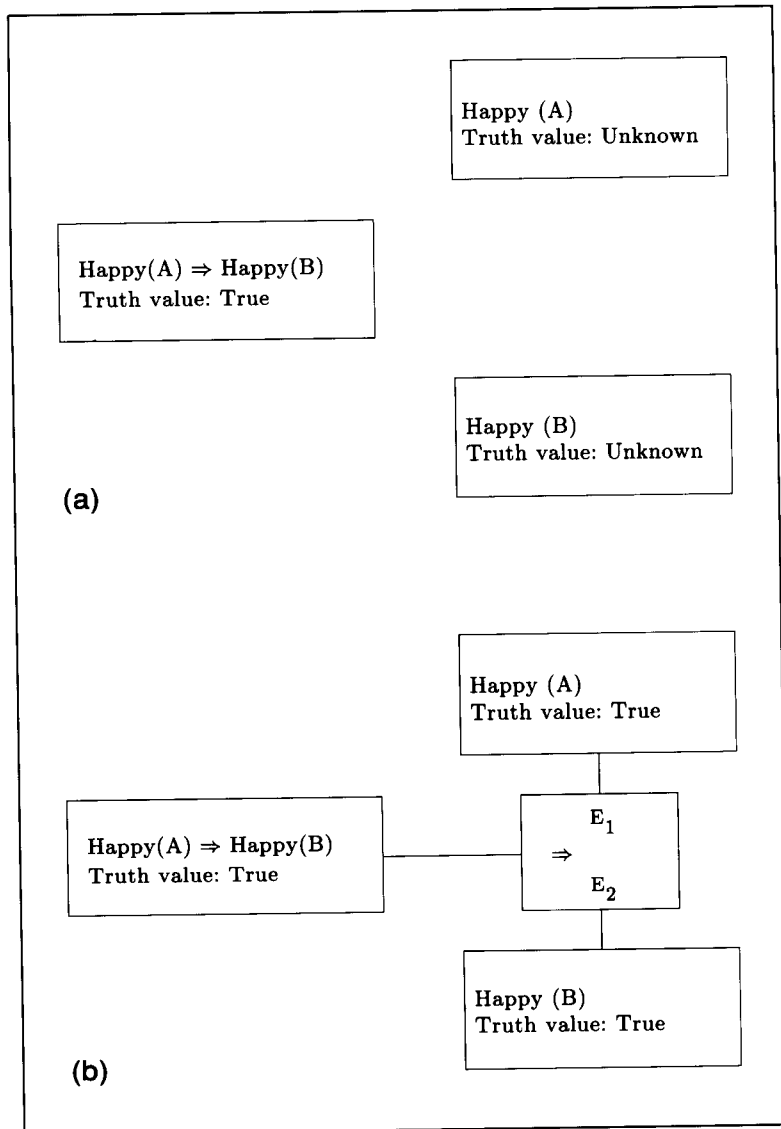 Happy (A)
Truth value: Unknown
Happy(A) ⇒ Happy(B)
Truth value: True
Happy (B)
Truth value: Unknown
(a)
Happy (A)
Truth value: True
E₁
Happy(A) ⇒ Happy(B)
Truth value: True
⇒
E₂
Happy (B)
Truth value: True
(b)